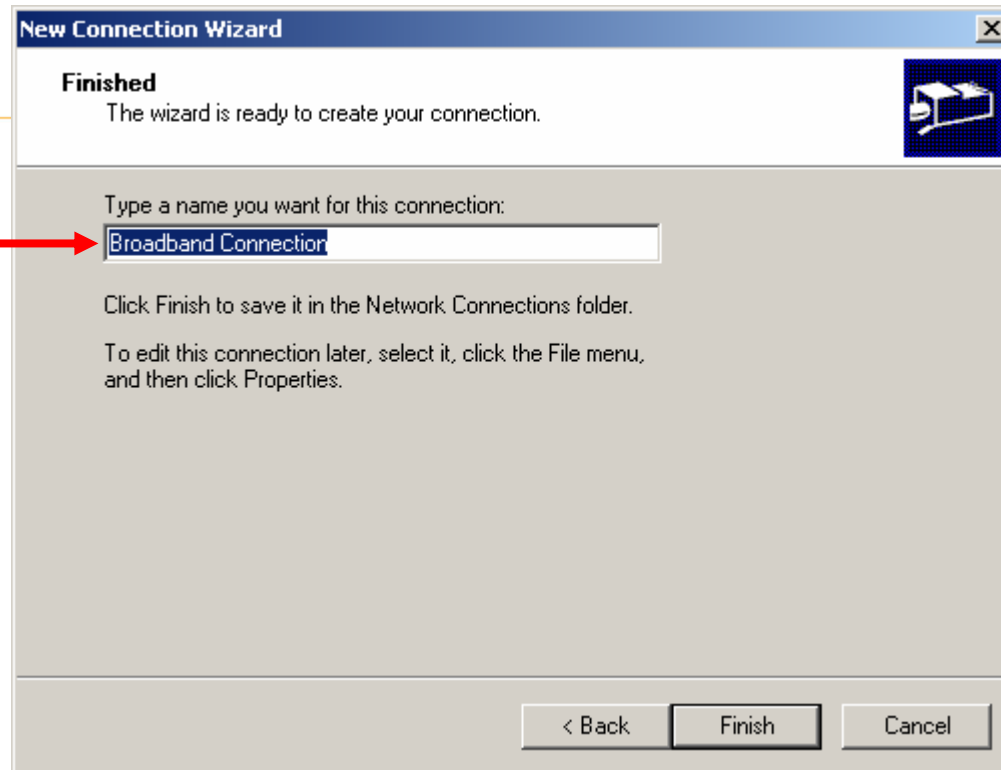 New Connection Wizard
Finished
The wizard is ready to create your connection.
Type a name you want for this connection:
Broadband Connection
Click Finish to save it in the Network Connections folder.
To edit this connection later, select it, click the File menu,
and then click Properties.
< Back Finish Cancel